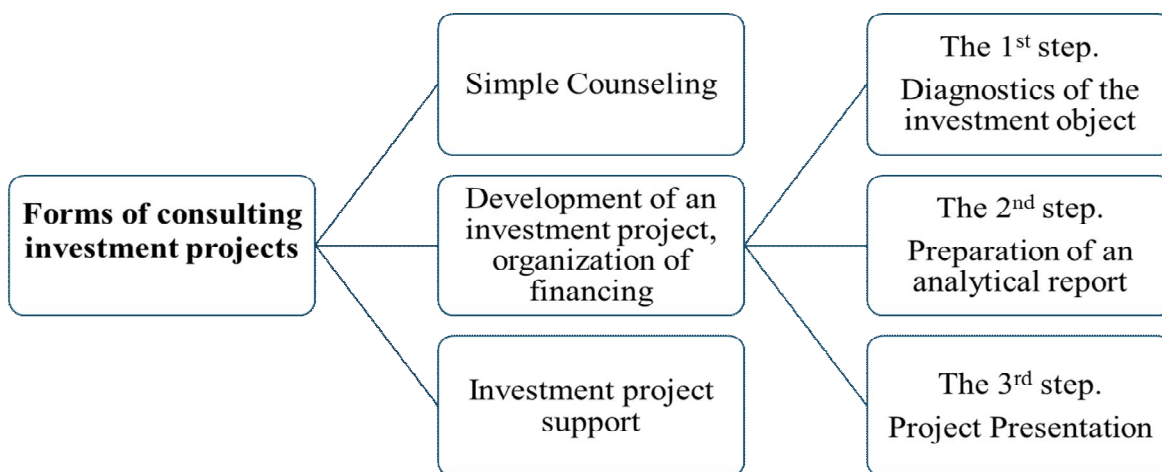 Forms of consulting
investment projects
Simple Counseling
Development of an
investment project,
organization of
financing
Investment project
support
The 1st step.
Diagnostics of the
investment object
The 2nd step.
Preparation of an
analytical report
The 3rd step.
Project Presentation